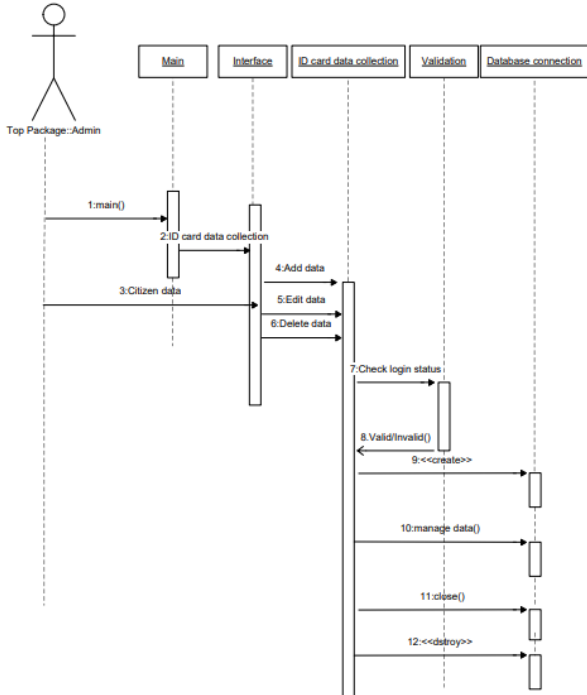 Main
Interface
ID card data collection
Validation
Database connection
Top Package::Admin
1:main()
2:ID card data collection
4:Add data
3:Citizen data
5:Edit data
6:Delete data
7:Check login status
8.Valid/Invalid()
9:<<create>>
10:manage data()
11:close()
12:<<dstroy>>